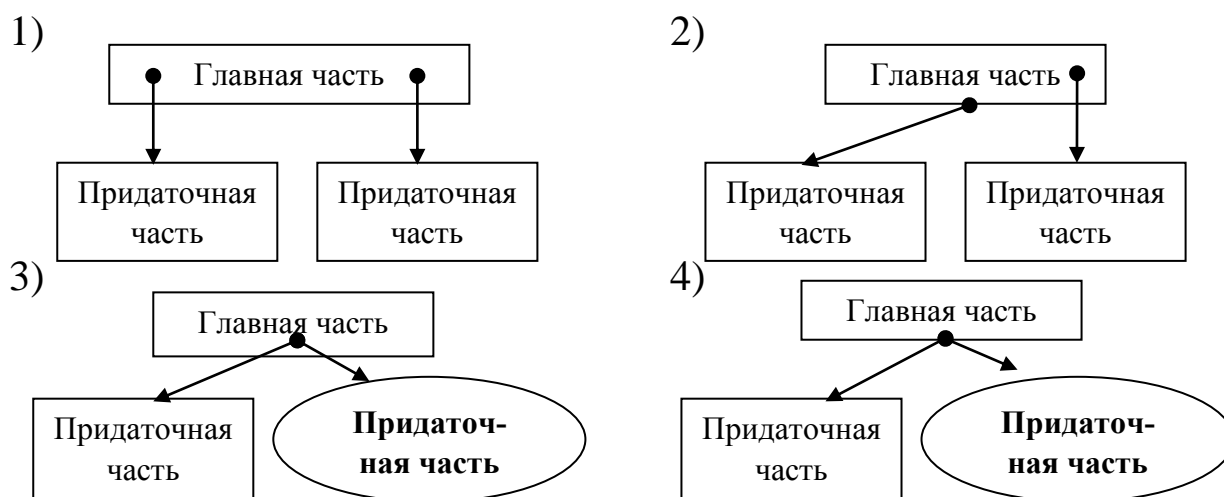 1)
Главная часть
Придаточная
часть
Придаточная
часть
2)
Главная часть
Придаточная
часть
Придаточная
часть
3)
Главная часть
Придаточная
часть
Придаточ-
ная часть
4)
Главная часть
Придаточная
часть
Придаточ-
ная часть